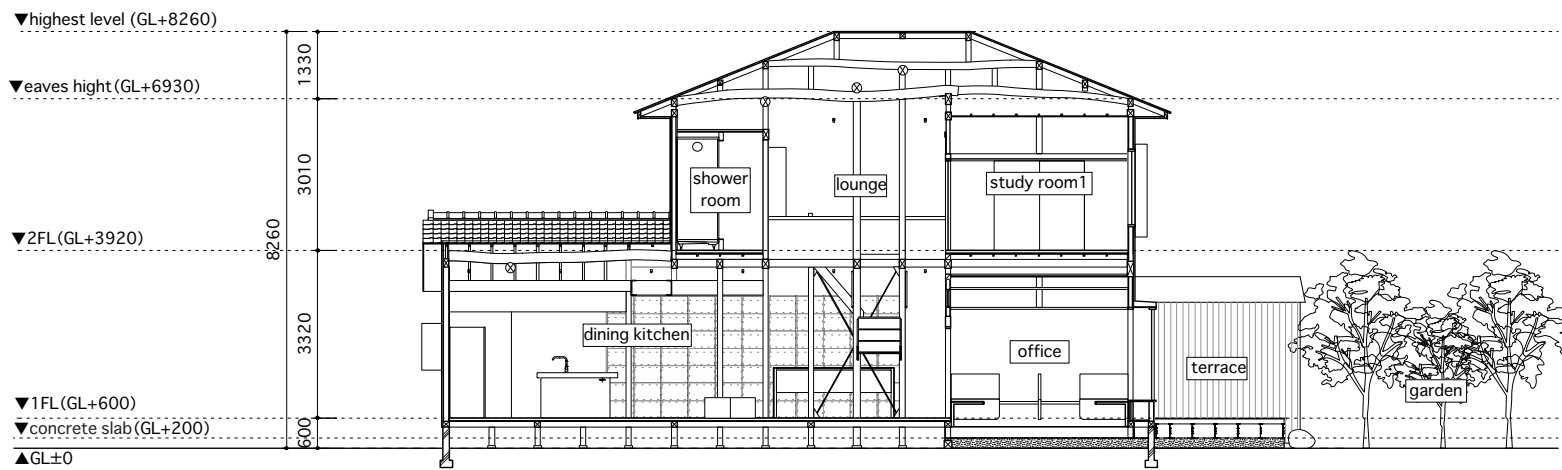 ▼highest level (GL+8260)
1330
▼eaves hight(GL+6930)
3010
8260
shower
room
lounge
study room1
▼2FL(GL+3920)
3320
dining kitchen
office
terrace
garden
▼1FL(GL+600)
▼concrete slab(GL+200)
600
▲GL±0